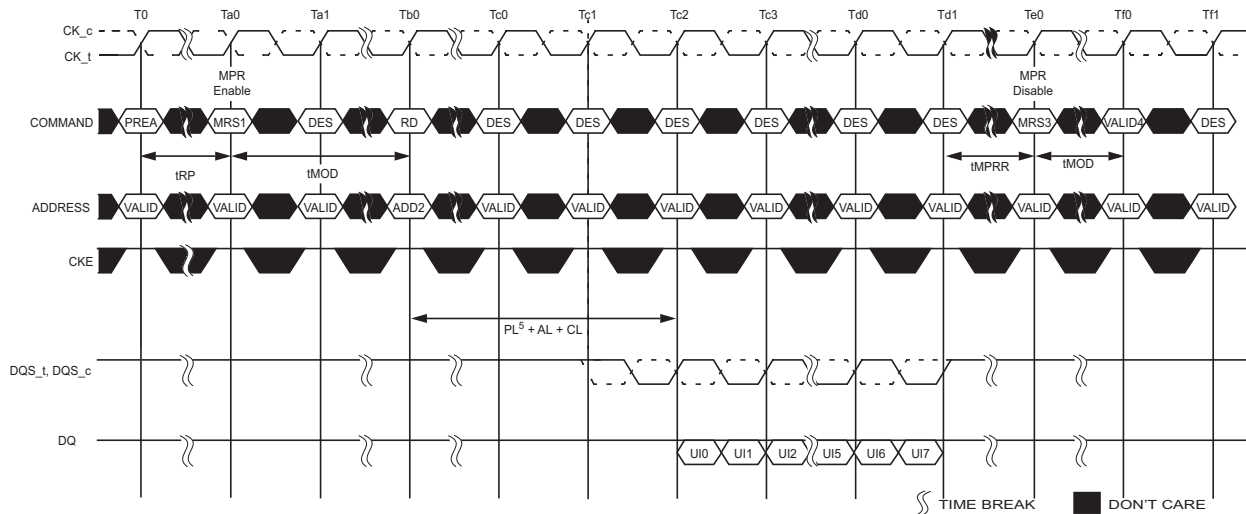 T0 Ta0 Ta1 Tb0 Tc0 Tc1 Tc2 Tc3 Td0 Td1 Te0 Tf0 Tf1
CK_c
CK_t
MPR
Enable
MPR
Disable
COMMAND PREA MRS1 DES RD DES DES DES DES DES DES MRS3 VALID4 DES
tRP tMOD tMPRR tMOD
ADDRESS VALID VALID VALID ADD2 VALID VALID VALID VALID VALID VALID VALID VALID VALID
CKE
PL5 + AL + CL
DQS_t, DQS_c
DQ UI0 UI1 UI2 UI5 UI6 UI7
TIME BREAK DON'T CARE